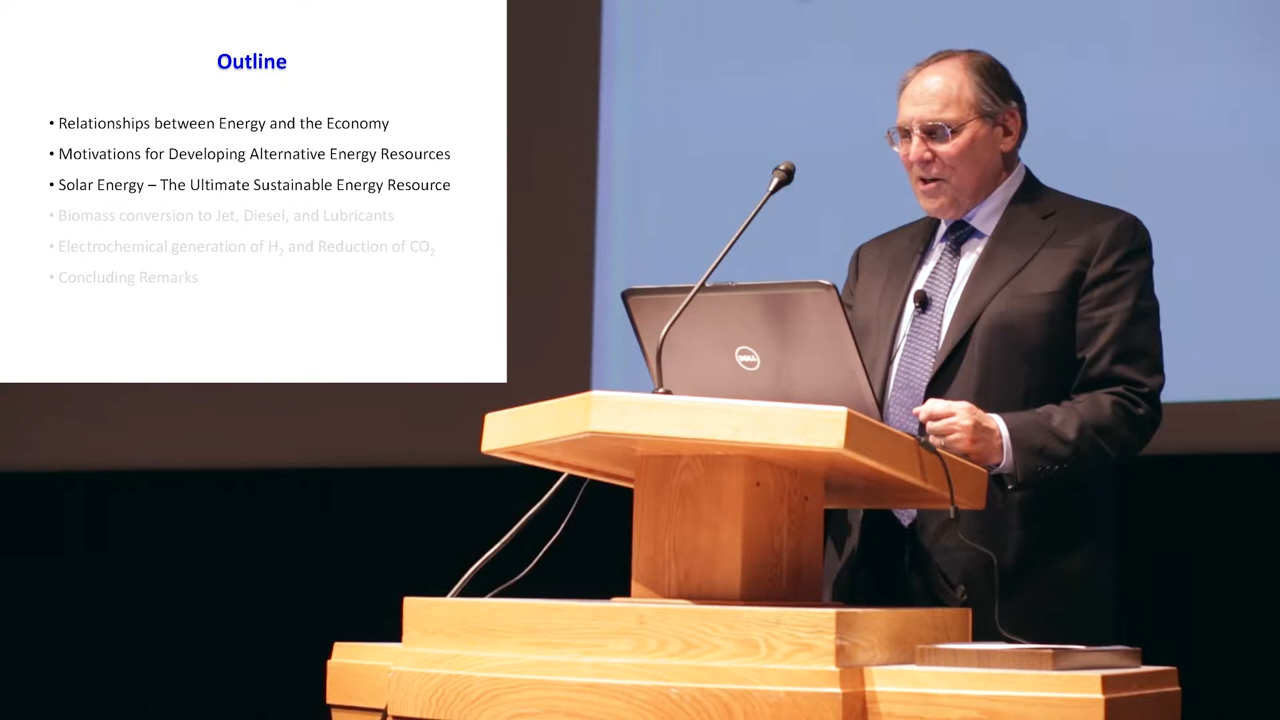 Outline
• Relationships between Energy and the Economy
• Motivations for Developing Alternative Energy Resources
• Solar Energy – The Ultimate Sustainable Energy Resource
• Biomass conversion to Jet, Diesel, and Lubricants
• Electrochemical generation of H₂ and Reduction of CO₂
• Concluding Remarks
DELL